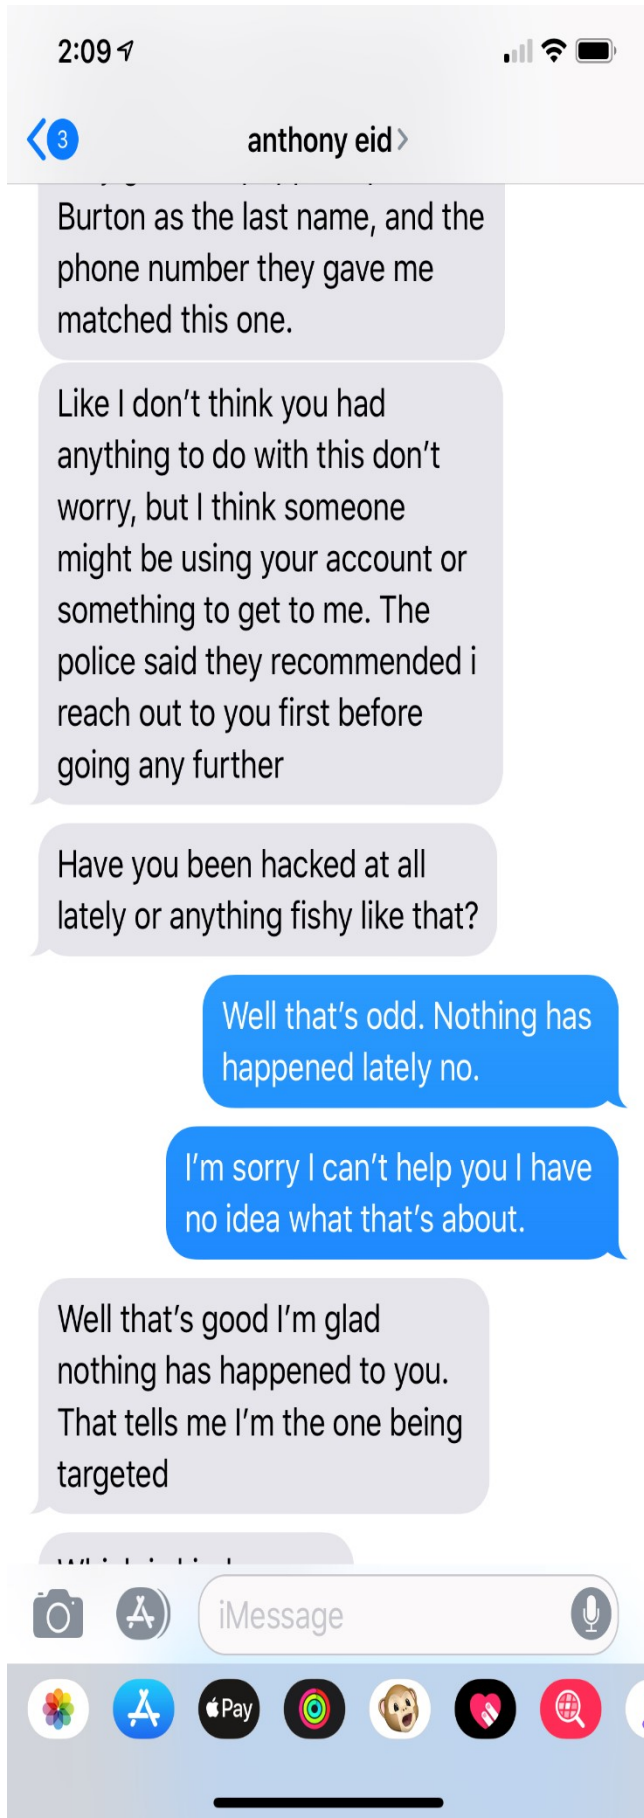 2:09
3
anthony eid
Burton as the last name, and the
phone number they gave me
matched this one.
Like I don't think you had
anything to do with this don't
worry, but I think someone
might be using your account or
something to get to me. The
police said they recommended i
reach out to you first before
going any further
Have you been hacked at all
lately or anything fishy like that?
Well that's odd. Nothing has
happened lately no.
I'm sorry I can't help you I have
no idea what that's about.
Well that's good I'm glad
nothing has happened to you.
That tells me I'm the one being
targeted
iMessage
Pay